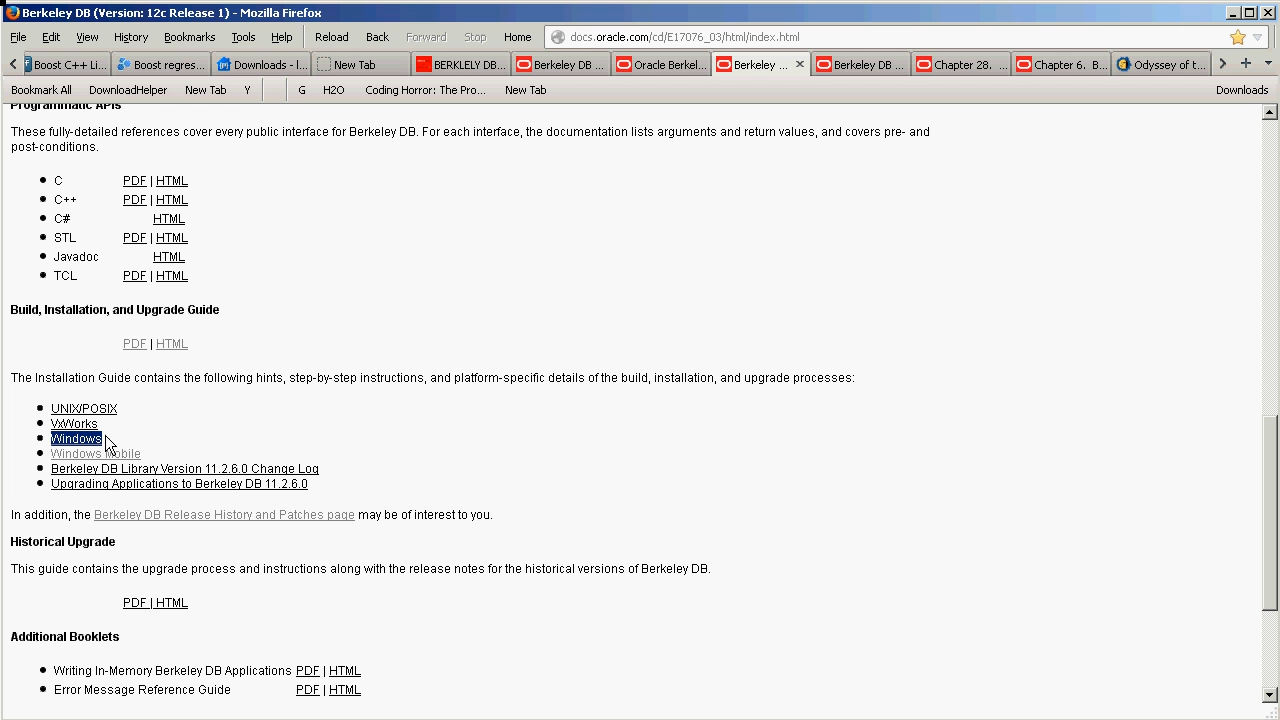 Berkeley DB (Version: 12c Release 1) - Mozilla Firefox
File Edit View History Bookmarks Tools Help Reload Back Forward Stop Home docs.oracle.com/cd/E17076_03/html/index.html
Boost C++ Li... Boost regres... Downloads - I... New Tab BERKLELY DB... Berkeley DB ... Oracle Berkel... Berkeley ... Berkeley DB ... Chapter 28. ... Chapter 6. B... Odyssey of t...
Bookmark All DownloadHelper New Tab Y G H2O Coding Horror: The Pro... New Tab Downloads
Programmatic APIs
These fully-detailed references cover every public interface for Berkeley DB. For each interface, the documentation lists arguments and return values, and covers pre- and
post-conditions.
C PDF | HTML
C++ PDF | HTML
C# HTML
STL PDF | HTML
Javadoc HTML
TCL PDF | HTML
Build, Installation, and Upgrade Guide
PDF | HTML
The Installation Guide contains the following hints, step-by-step instructions, and platform-specific details of the build, installation, and upgrade processes:
UNIX/POSIX
VxWorks
Windows
Windows Mobile
Berkeley DB Library Version 11.2.6.0 Change Log
Upgrading Applications to Berkeley DB 11.2.6.0
In addition, the Berkeley DB Release History and Patches page may be of interest to you.
Historical Upgrade
This guide contains the upgrade process and instructions along with the release notes for the historical versions of Berkeley DB.
PDF | HTML
Additional Booklets
Writing In-Memory Berkeley DB Applications PDF | HTML
Error Message Reference Guide PDF | HTML